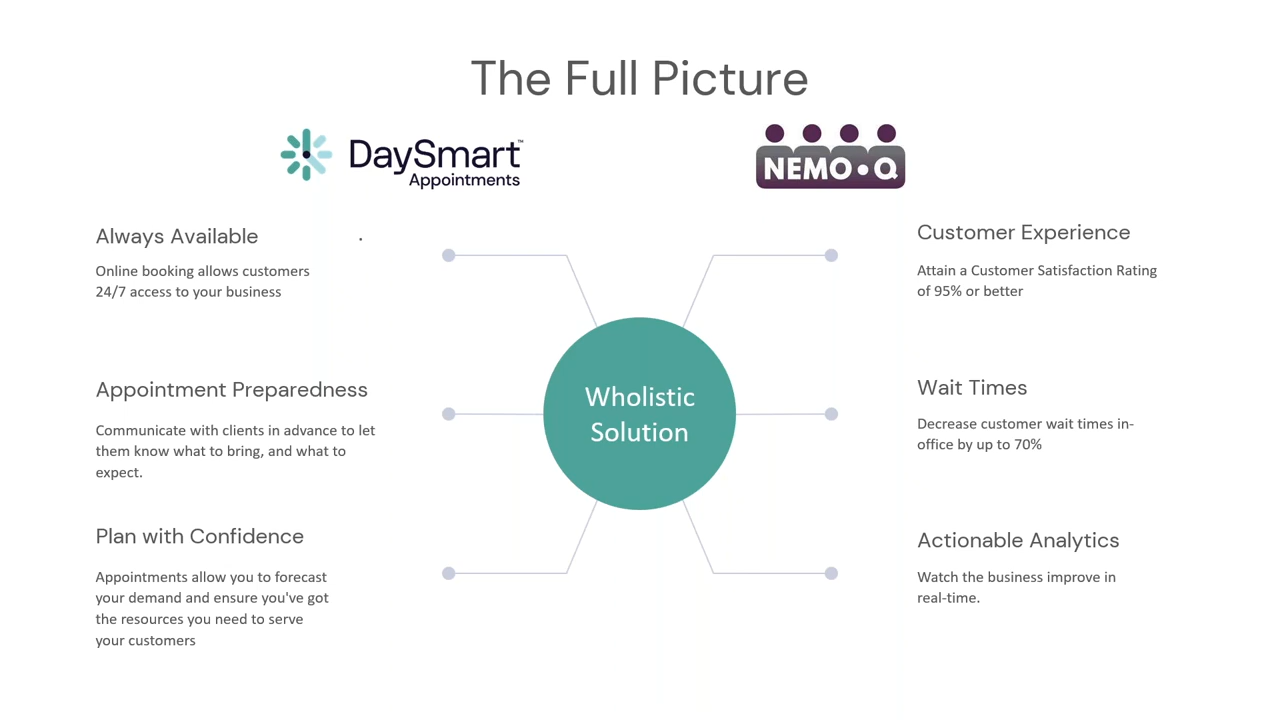 The Full Picture
DaySmart™
Appointments
NEMO•Q
Always Available
Online booking allows customers
24/7 access to your business
Appointment Preparedness
Communicate with clients in advance to let
them know what to bring, and what to
expect.
Plan with Confidence
Appointments allow you to forecast
your demand and ensure you've got
the resources you need to serve
your customers
Wholistic
Solution
Customer Experience
Attain a Customer Satisfaction Rating
of 95% or better
Wait Times
Decrease customer wait times in-
office by up to 70%
Actionable Analytics
Watch the business improve in
real-time.